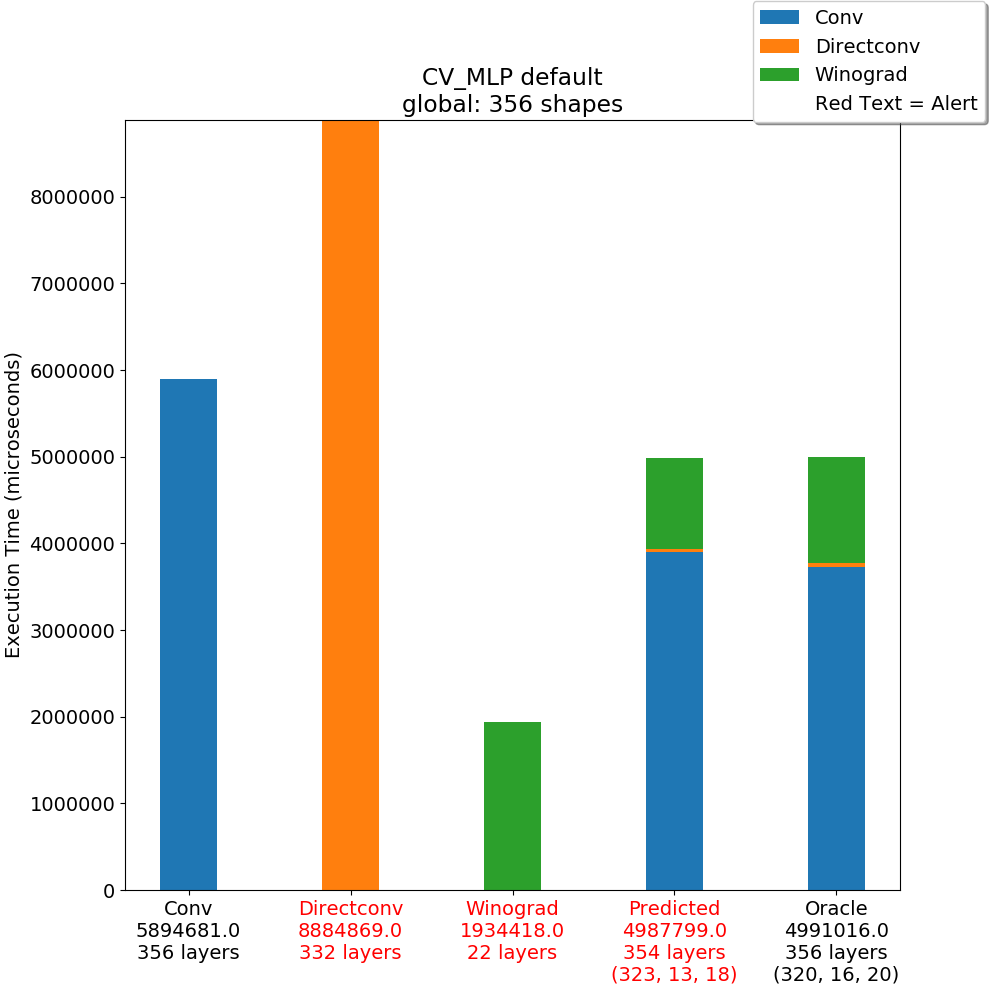 Conv
Directconv
Winograd
Red Text = Alert
CV_MLP default
global: 356 shapes
Execution Time (microseconds)
8000000
7000000
6000000
5000000
4000000
3000000
2000000
1000000
0
Conv
5894681.0
356 layers
Directconv
8884869.0
332 layers
Winograd
1934418.0
22 layers
Predicted
4987799.0
354 layers
(323, 13, 18)
Oracle
4991016.0
356 layers
(320, 16, 20)